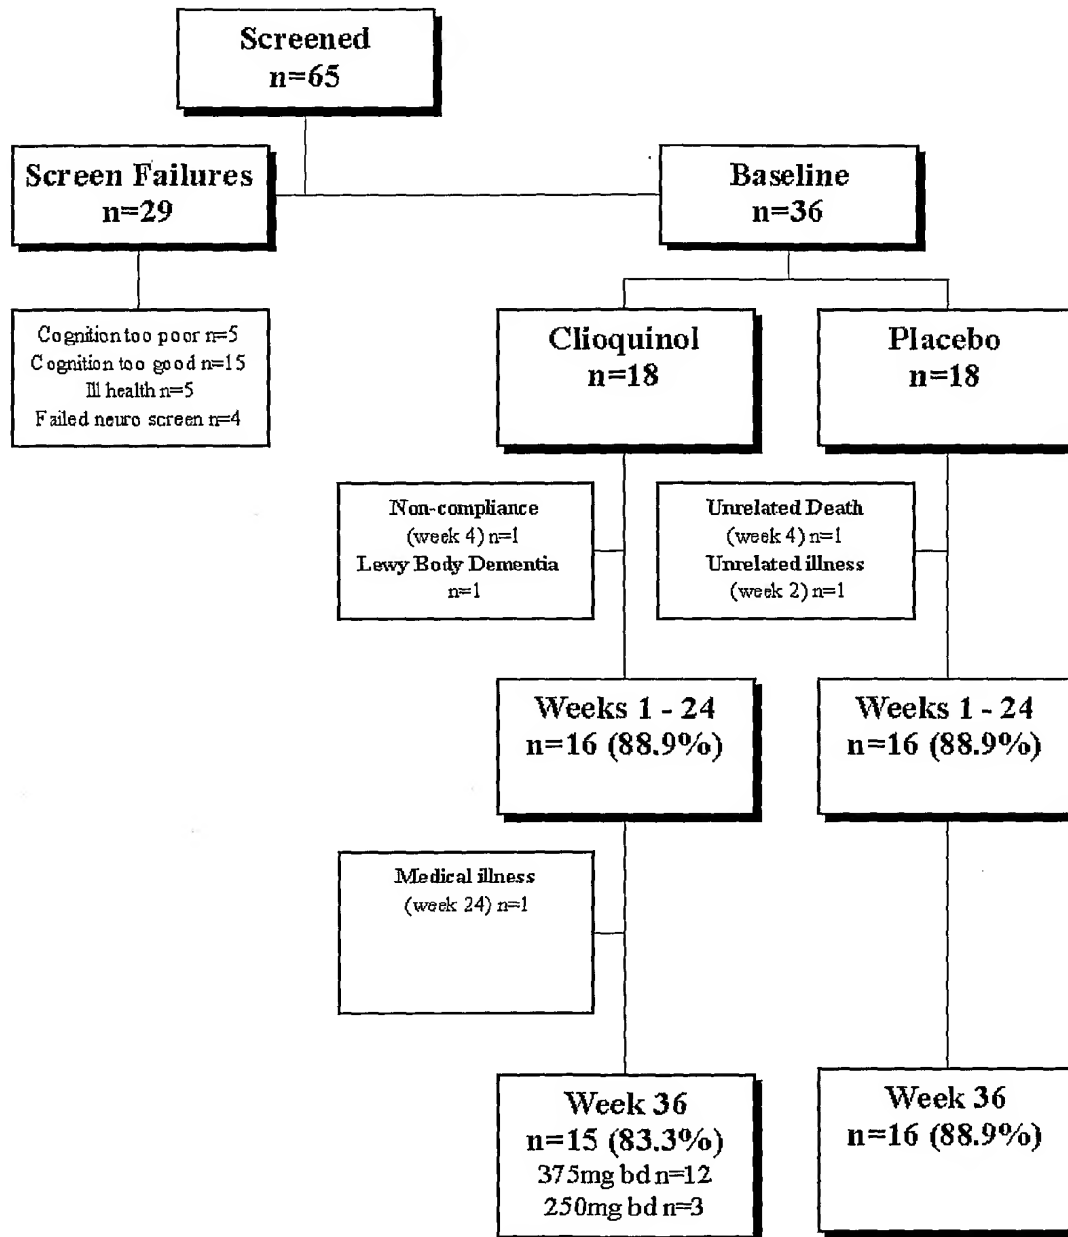 Screened
n=65
Screen Failures
n=29
Baseline
n=36
Cognition too poor n=5
Cognition too good n=15
Ill health n=5
Failed neuro screen n=4
Clioquinol
n=18
Placebo
n=18
Non-compliance
(week 4) n=1
Lewy Body Dementia
n=1
Unrelated Death
(week 4) n=1
Unrelated illness
(week 2) n=1
Weeks 1 - 24
n=16 (88.9%)
Weeks 1 - 24
n=16 (88.9%)
Medical illness
(week 24) n=1
Week 36
n=15 (83.3%)
375mg bd n=12
250mg bd n=3
Week 36
n=16 (88.9%)